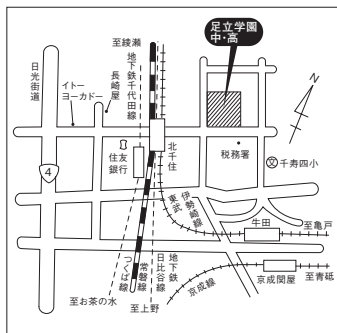 至綾瀬
足立学園
中・高
地下鉄千代田線
日光街道
イトー
ヨーカドー
長崎屋
N
住友
銀行
北千住
税務署
文 千寿四小
4
東武
伊勢崎線
牛田
至亀戸
つくば線
常磐線
日比谷線
地下鉄
京成線
京成関屋
至青砥
至お茶の水
至上野